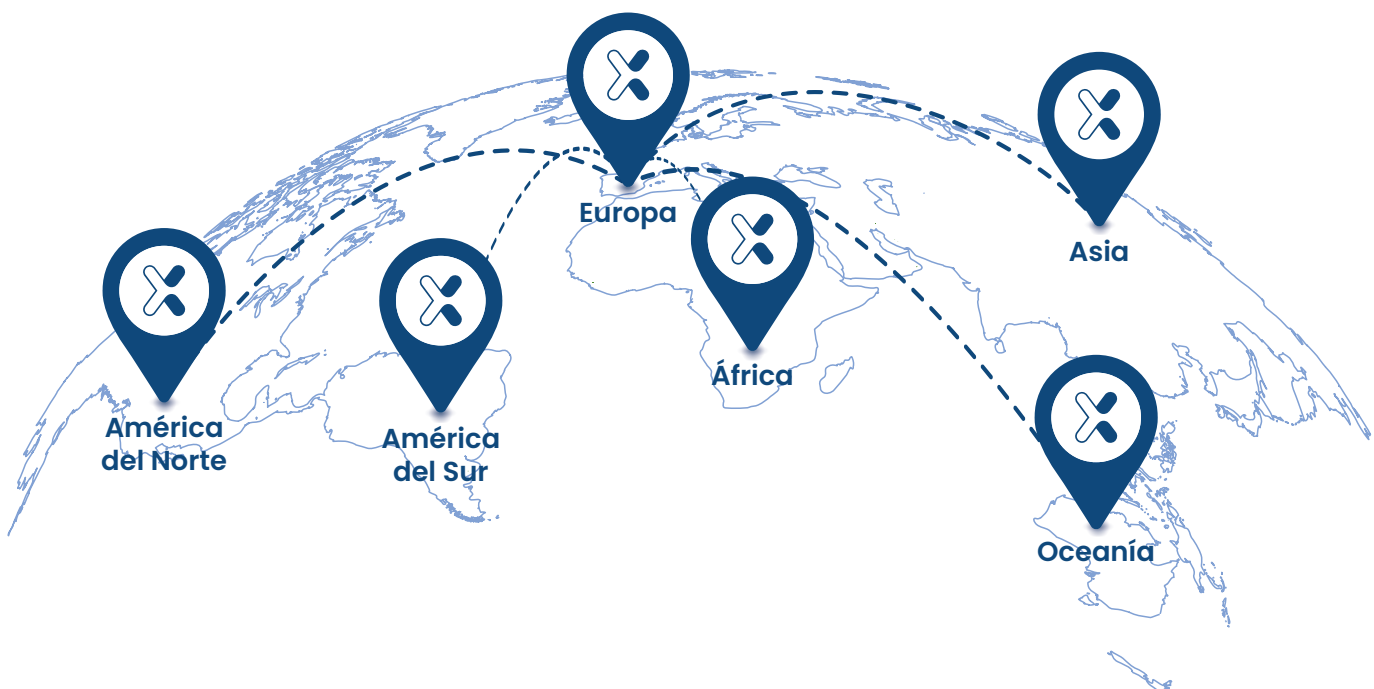 Europa
Asia
África
América
del Norte
América
del Sur
Oceanía